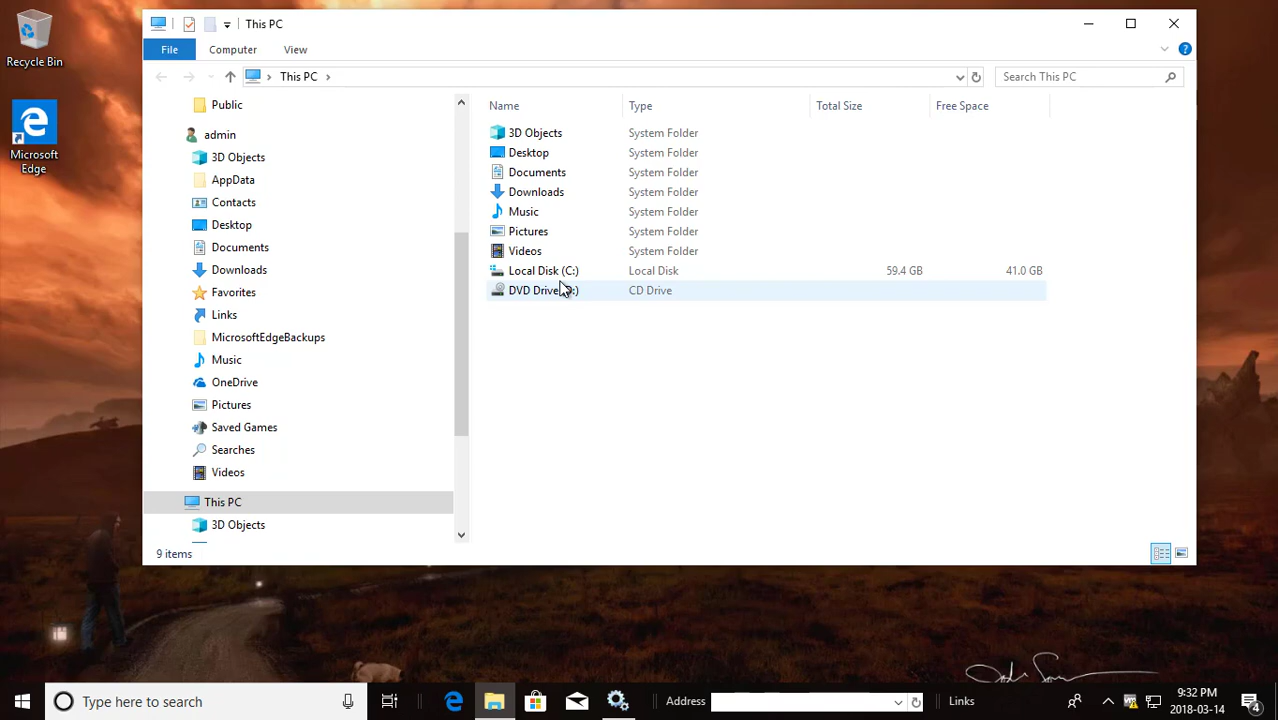 Recycle Bin
Microsoft
Edge
This PC
File
Computer
View
This PC
Search This PC
Public
admin
3D Objects
AppData
Contacts
Desktop
Documents
Downloads
Favorites
Links
MicrosoftEdgeBackups
Music
OneDrive
Pictures
Saved Games
Searches
Videos
This PC
3D Objects
Name Type Total Size Free Space
3D Objects System Folder
Desktop System Folder
Documents System Folder
Downloads System Folder
Music System Folder
Pictures System Folder
Videos System Folder
Local Disk (C:) Local Disk 59.4 GB 41.0 GB
DVD Drive CD Drive
9 items
Type here to search
Address
Links
9:32 PM
2018-03-14
4